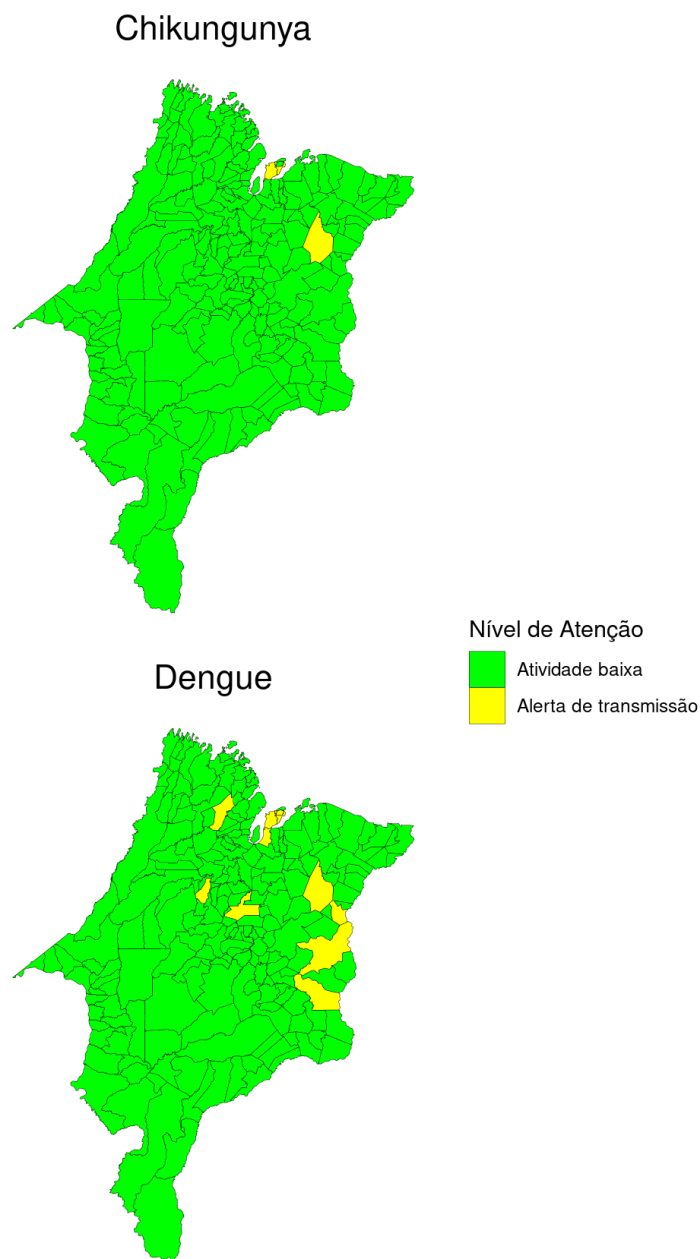 Chikungunya
Nível de Atenção
Atividade baixa
Alerta de transmissão
Dengue